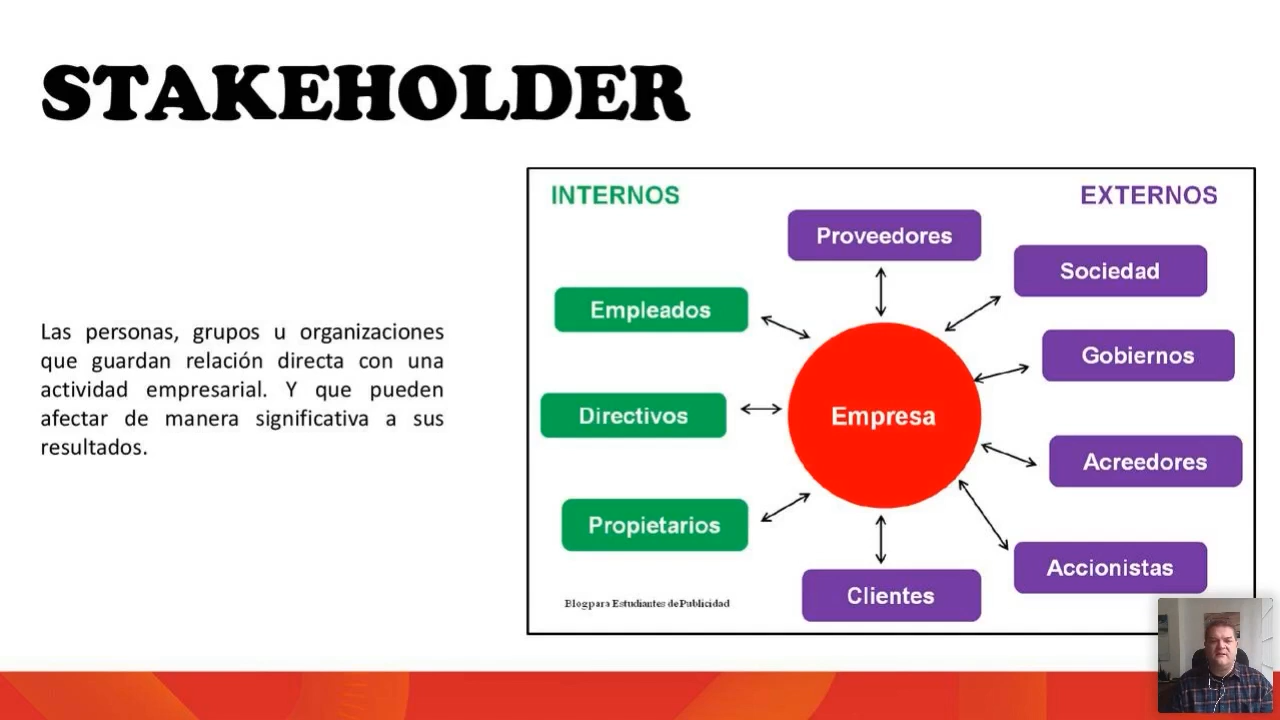 STAKEHOLDER
Las personas, grupos u organizaciones
que guardan relación directa con una
actividad empresarial. Y que pueden
afectar de manera significativa a sus
resultados.
INTERNOS
EXTERNOS
Proveedores
Sociedad
Empleados
Gobiernos
Directivos
Empresa
Acreedores
Propietarios
Accionistas
Clientes
Blog para Estudiantes de Publicidad